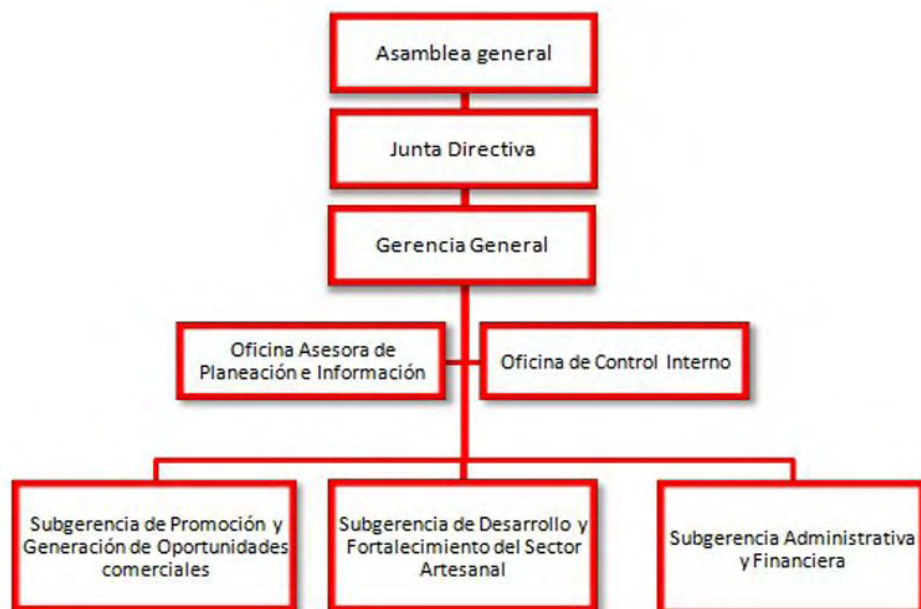 Asamblea general
Junta Directiva
Gerencia General
Oficina Asesora de
Planeación e Información
Oficina de Control Interno
Subgerencia de Promoción y
Generación de Oportunidades
comerciales
Subgerencia de Desarrollo y
Fortalecimiento del Sector
Artesanal
Subgerencia Administrativa
y Financiera